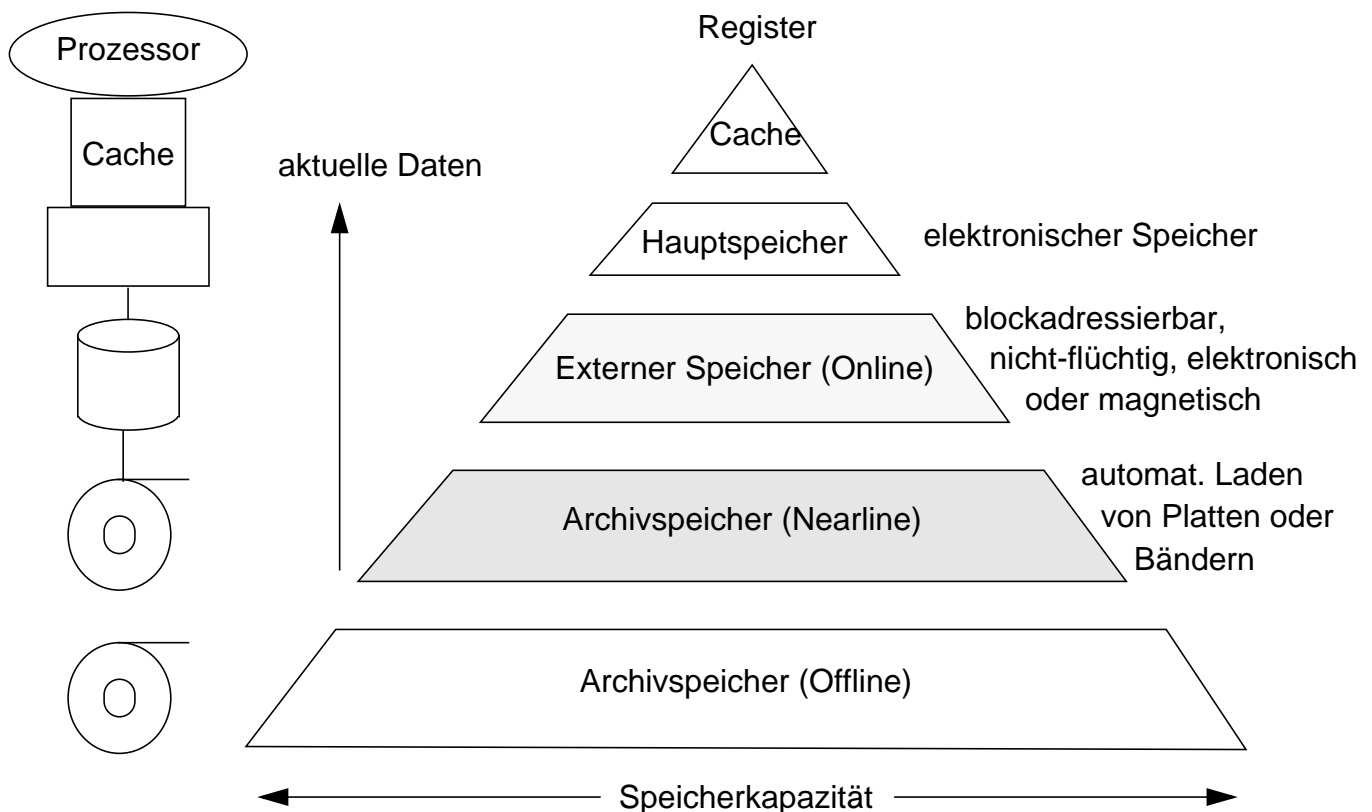 Prozessor
Cache
Register
Cache
aktuelle Daten
Hauptspeicher
elektronischer Speicher
Externer Speicher (Online)
blockadressierbar,
nicht-flüchtig, elektronisch
oder magnetisch
Archivspeicher (Nearline)
automat. Laden
von Platten oder
Bändern
Archivspeicher (Offline)
Speicherkapazität